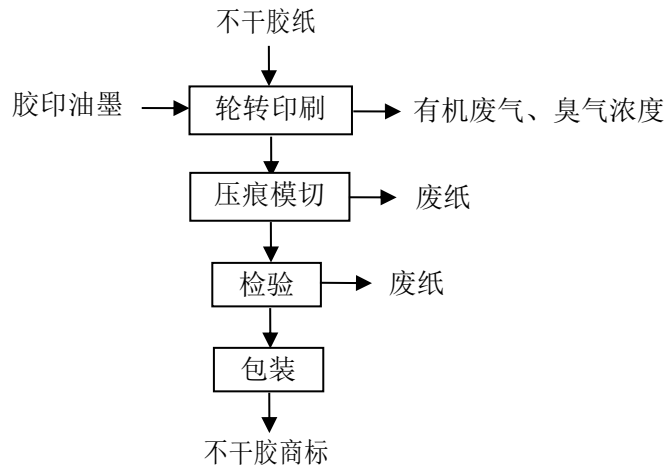 不干胶纸
胶印油墨
轮转印刷
有机废气、臭气浓度
压痕模切
废纸
检验
废纸
包装
不干胶商标